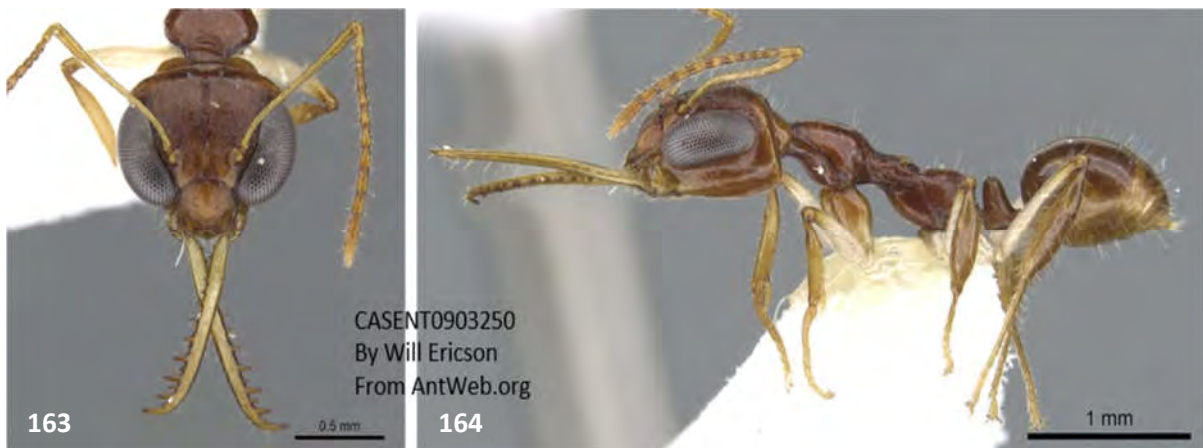 CASENT0903250
By Will Ericson
From AntWeb.org
163
0.5 mm
164
1 mm